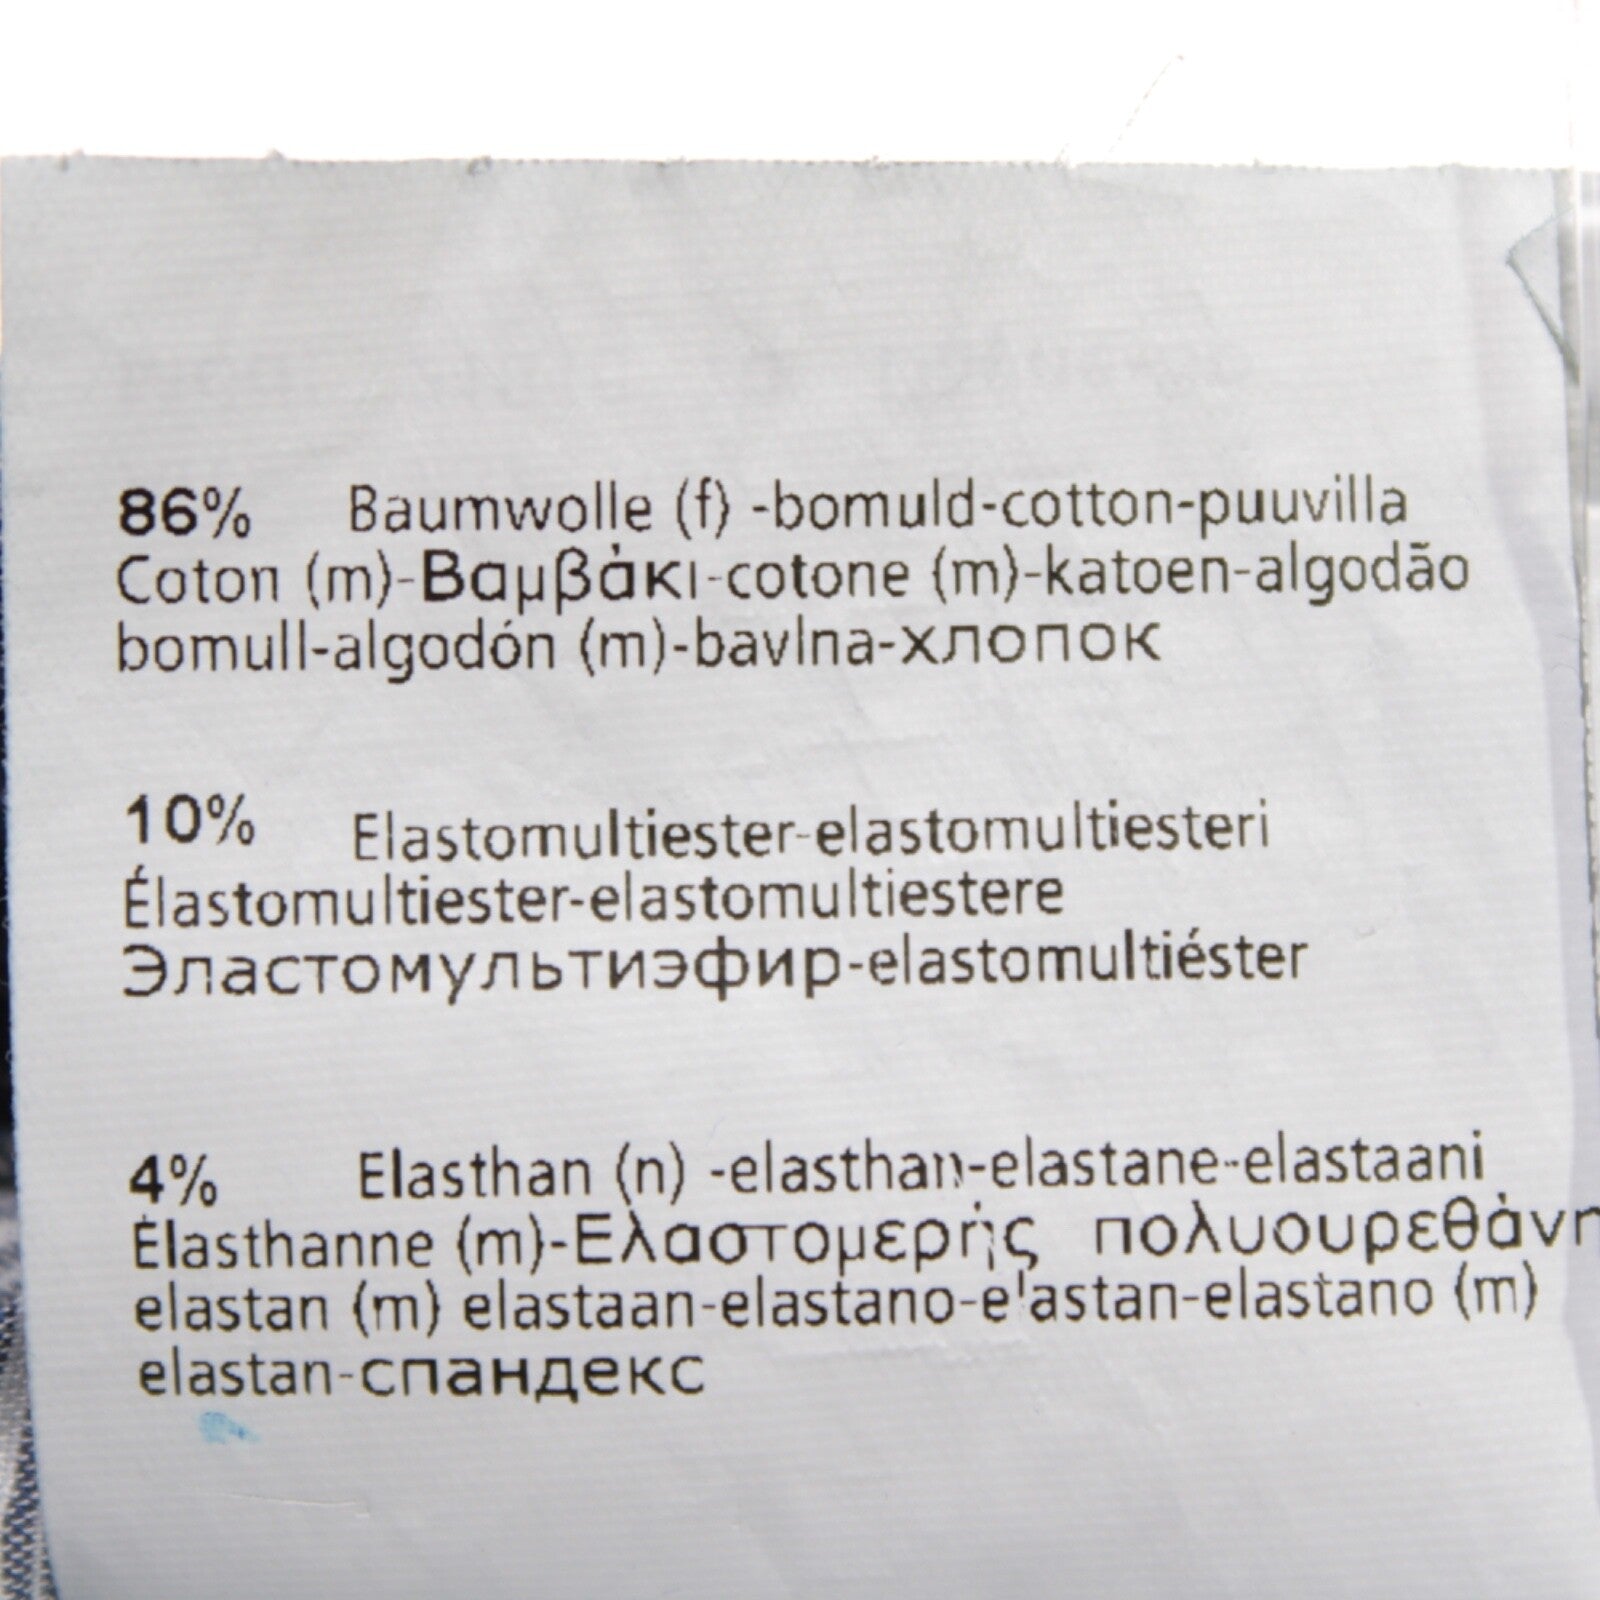 86% Baumwolle (f) -bomuld-cotton-puuvilla
Coton (m)-Βαμβάκι-cotone (m)-katoen-algodão
bomull-algodón (m)-bavlna-хлопок
10% Elastomultiester-elastomultiesteri
Élastomultiester-elastomultiestere
Эластомультиэфир-elastomultiéster
4% Elasthan (n) -elasthan-elastane-elastaani
Élasthanne (m)-Ελαστομερής πολυουρεθάνη
elastan (m) elastaan-elastano-elastan-elastano (m)
elastan-спандекс